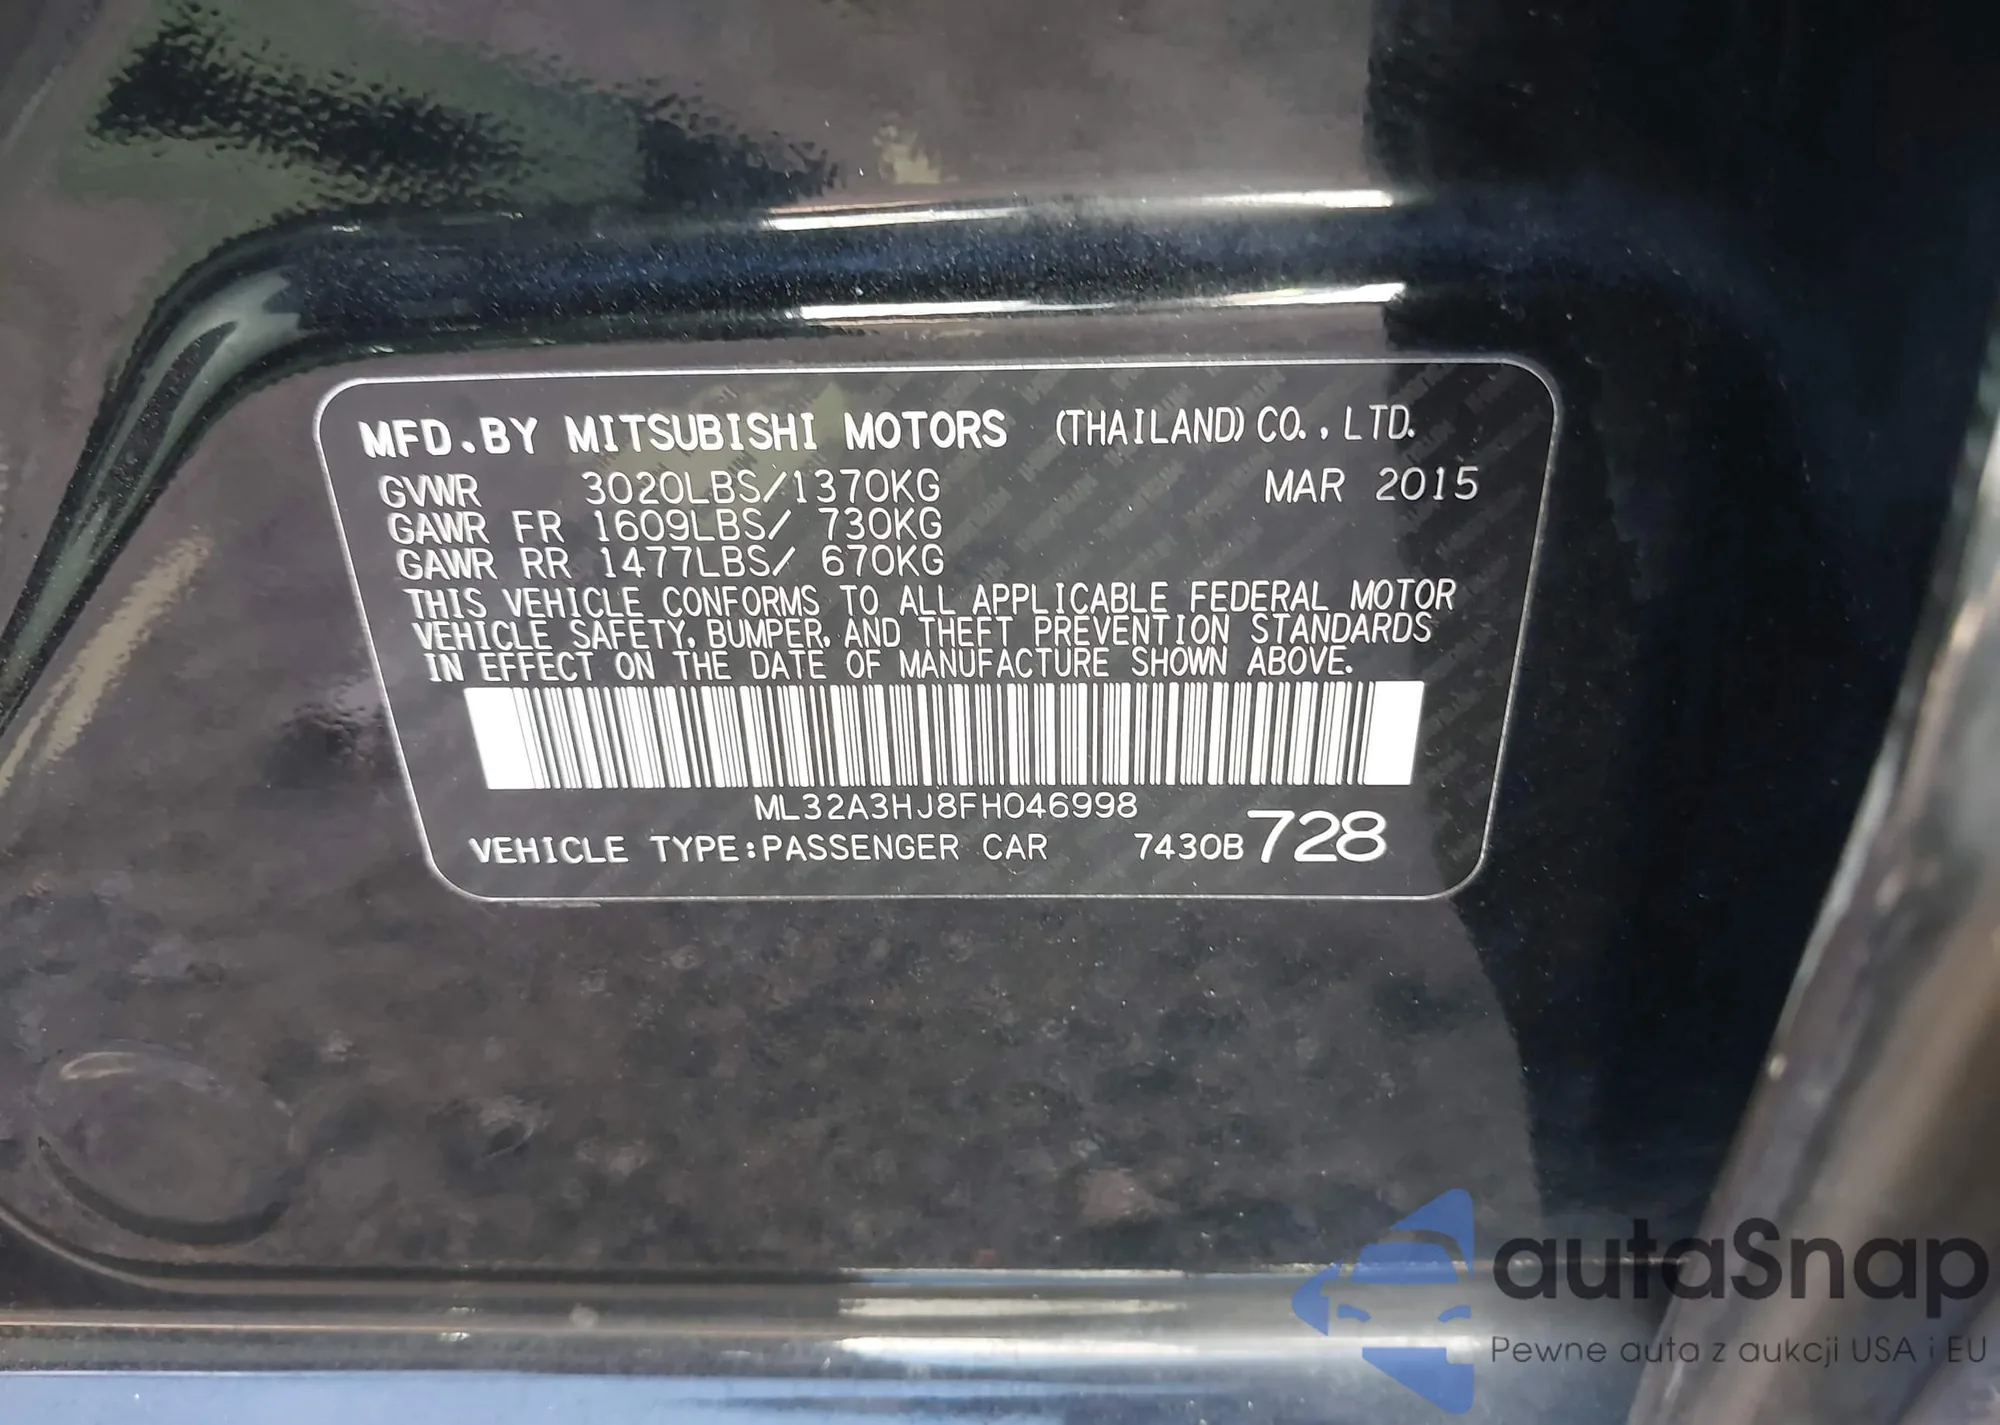 MFD.BY MITSUBISHI MOTORS (THAILAND) CO., LTD.
GVWR 3020LBS/1370KG MAR 2015
GAWR FR 1609LBS/ 730KG
GAWR RR 1477LBS/ 670KG
THIS VEHICLE CONFORMS TO ALL APPLICABLE FEDERAL MOTOR
VEHICLE SAFETY, BUMPER, AND THEFT PREVENTION STANDARDS
IN EFFECT ON THE DATE OF MANUFACTURE SHOWN ABOVE.
ML32A3HJ8FH046998
VEHICLE TYPE:PASSENGER CAR 7430B 728
autaSnap
Pewne auta z aukcji USA i EU